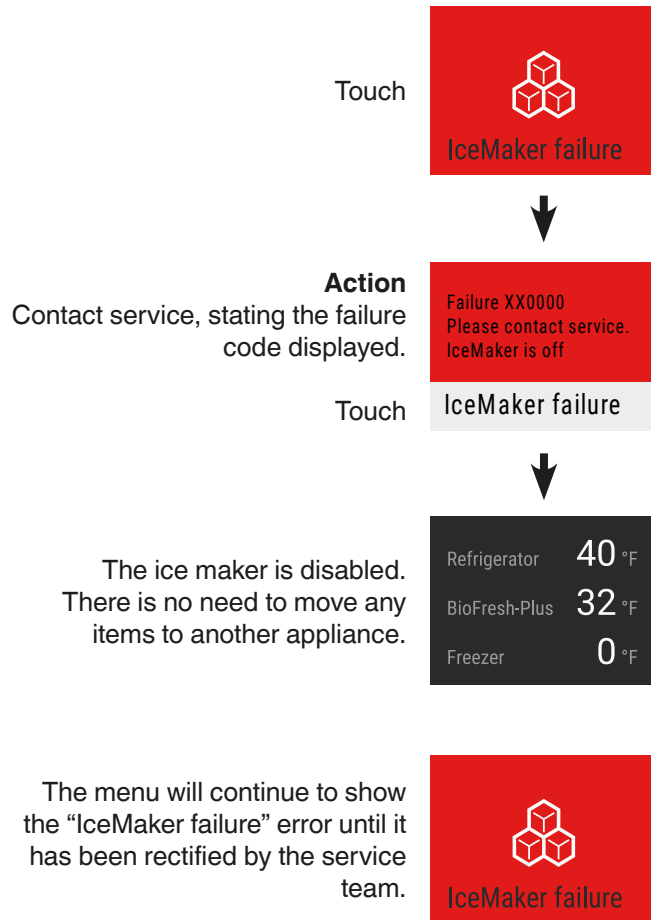 Touch
IceMaker failure
Action
Contact service, stating the failure
code displayed.
Failure XX0000
Please contact service.
IceMaker is off
Touch
IceMaker failure
The ice maker is disabled.
There is no need to move any
items to another appliance.
Refrigerator 40 °F
BioFresh-Plus 32 °F
Freezer 0 °F
The menu will continue to show
the “IceMaker failure” error until it
has been rectified by the service
team.
IceMaker failure